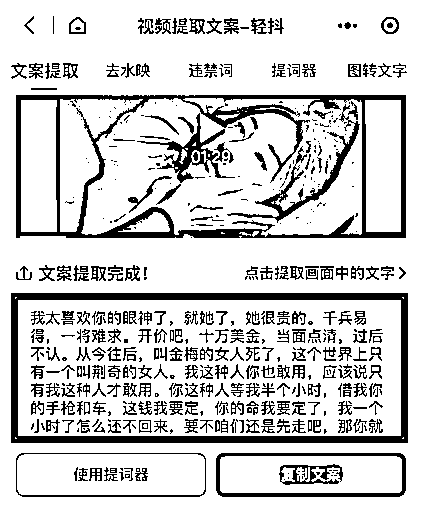 视频提取文案-轻抖
文案提取 去水映 违禁词 提词器 图转文字
01:29
文案提取完成！ 点击提取画面中的文字
我太喜欢你的眼神了，就她了，她很贵的。千兵易
得，一将难求。开价吧，十万美金，当面点清，过后
不认。从今往后，叫金梅的女人死了，这个世界上只
有一个叫荆奇的女人。我这种人你也敢用，应该说只
有我这种人才敢用。你这种人等我半个小时，借我你
的手枪和车，这钱我要定，你的命我要定了，我一个
小时了怎么还不回来，要不咱们还是先走吧，那你就
使用提词器 复制文案